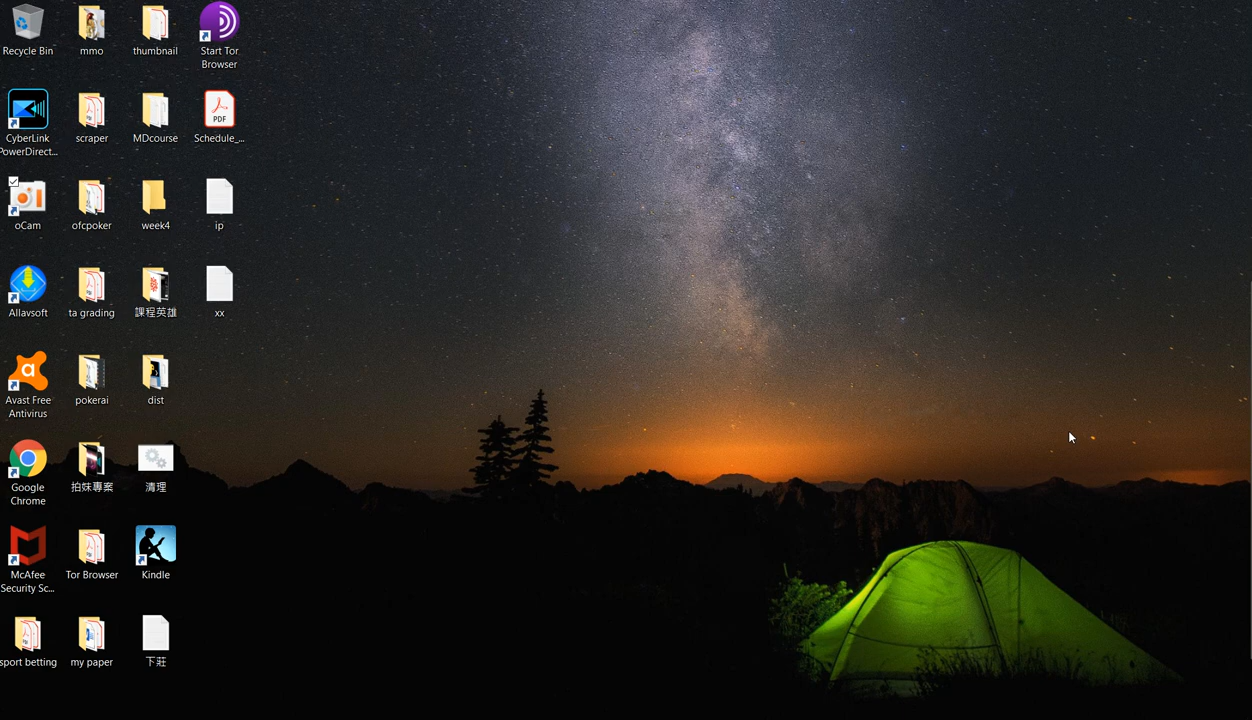 Recycle Bin
mmo
thumbnail
Start Tor
Browser
CyberLink
PowerDirect...
scraper
MDcourse
PDF
Schedule_...
oCam
ofcpoker
week4
ip
Allavsoft
ta grading
課程英雄
xx
Avast Free
Antivirus
pokerai
dist
Google
Chrome
拍妹專案
清理
McAfee
Security Sc...
Tor Browser
Kindle
sport betting
my paper
下莊